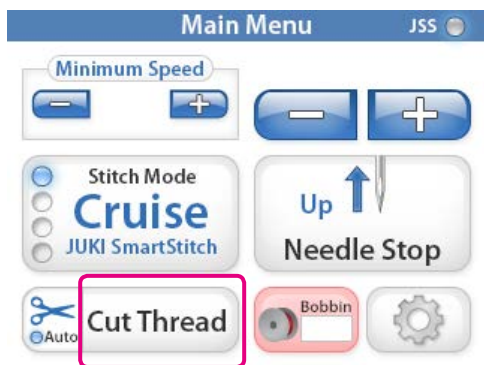 Main Menu
JSS
Minimum Speed
Stitch Mode
Cruise
JUKI SmartStitch
Up
Needle Stop
Auto
Cut Thread
Bobbin